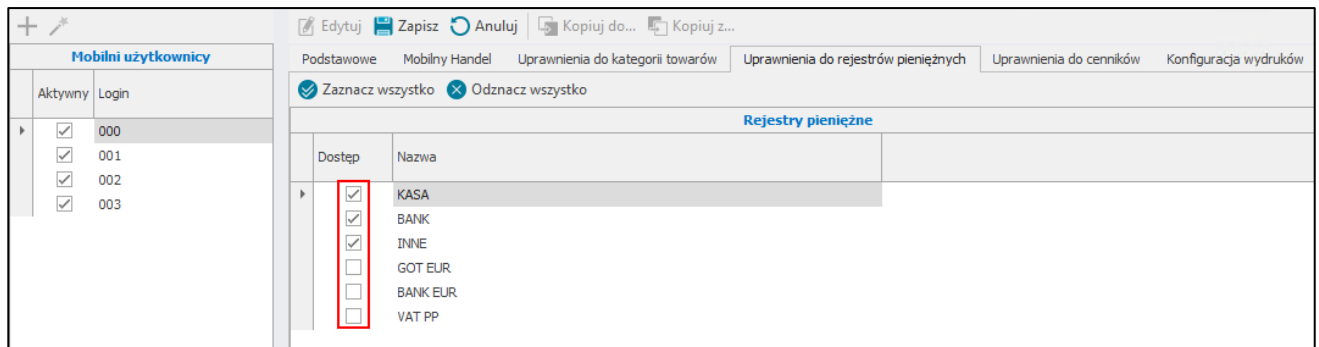 Edytuj Zapisz Anuluj Kopiuj do... Kopiuj z...
Mobilni użytkownicy
Podstawowe Mobilny Handel Uprawnienia do kategorii towarów Uprawnienia do rejestrów pieniężnych Uprawnienia do cenników Konfiguracja wydruków
Aktywny Login
Zaznacz wszystko Odznacz wszystko
Rejestry pieniężne
000
001
002
003
Dostęp Nazwa
KASA
BANK
INNE
GOT EUR
BANK EUR
VAT PP